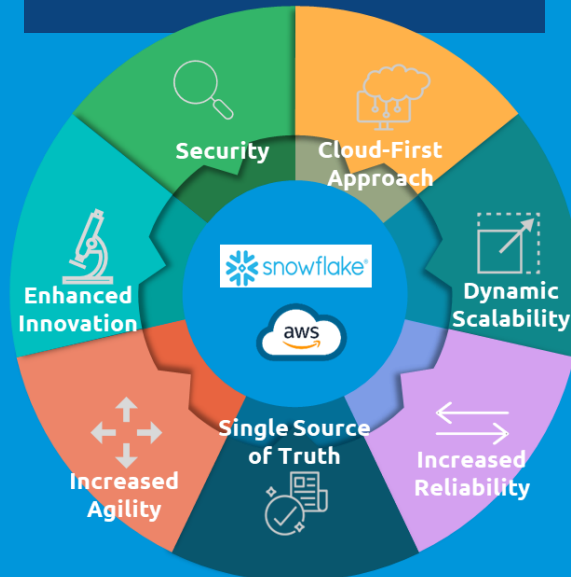 Security
Cloud-First
Approach
Enhanced
Innovation
snowflake®
aws
Dynamic
Scalability
Single Source
of Truth
Increased
Agility
Increased
Reliability